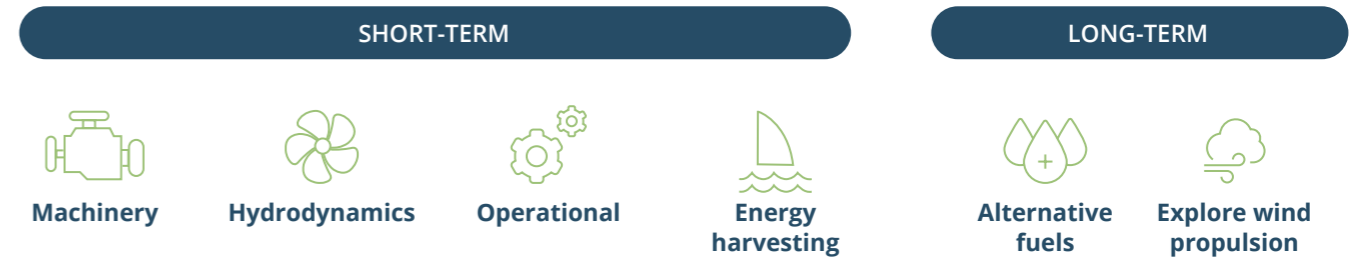 SHORT-TERM
LONG-TERM
Machinery
Hydrodynamics
Operational
Energy
harvesting
Alternative
fuels
Explore wind
propulsion